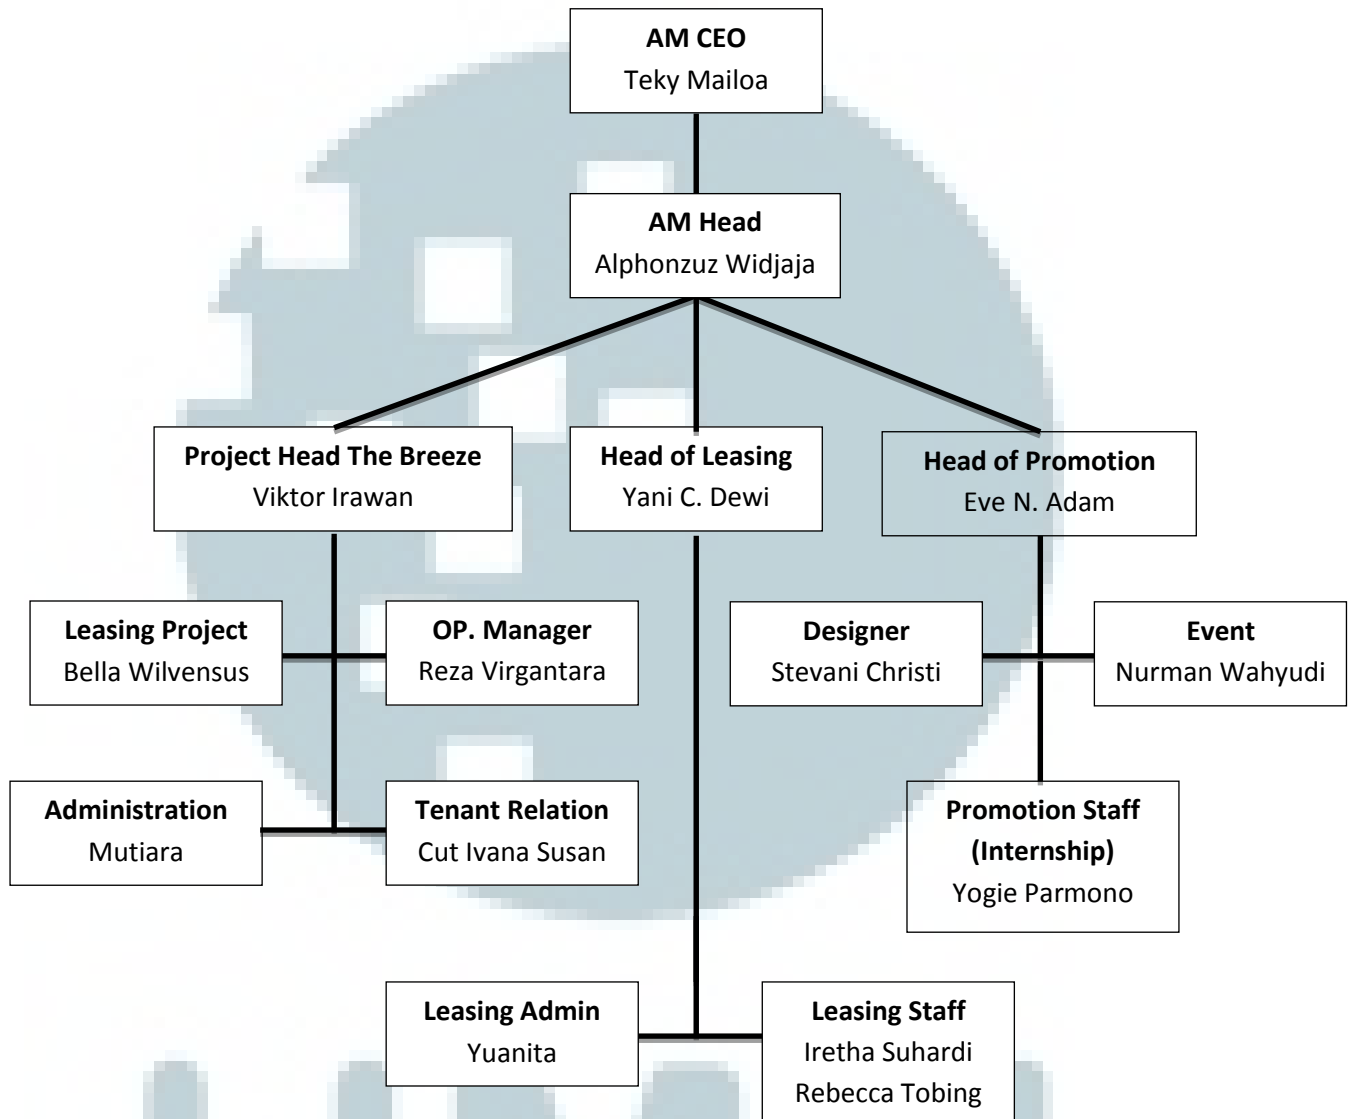 AM CEO
Teky Mailoa
AM Head
Alphonzuz Widjaja
Project Head The Breeze
Viktor Irawan
Head of Leasing
Yani C. Dewi
Head of Promotion
Eve N. Adam
Leasing Project
Bella Wilvensus
OP. Manager
Reza Virgantara
Designer
Stevani Christi
Event
Nurman Wahyudi
Administration
Mutiara
Tenant Relation
Cut Ivana Susan
Promotion Staff
(Internship)
Yogie Parmono
Leasing Admin
Yuanita
Leasing Staff
Iretha Suhardi
Rebecca Tobing